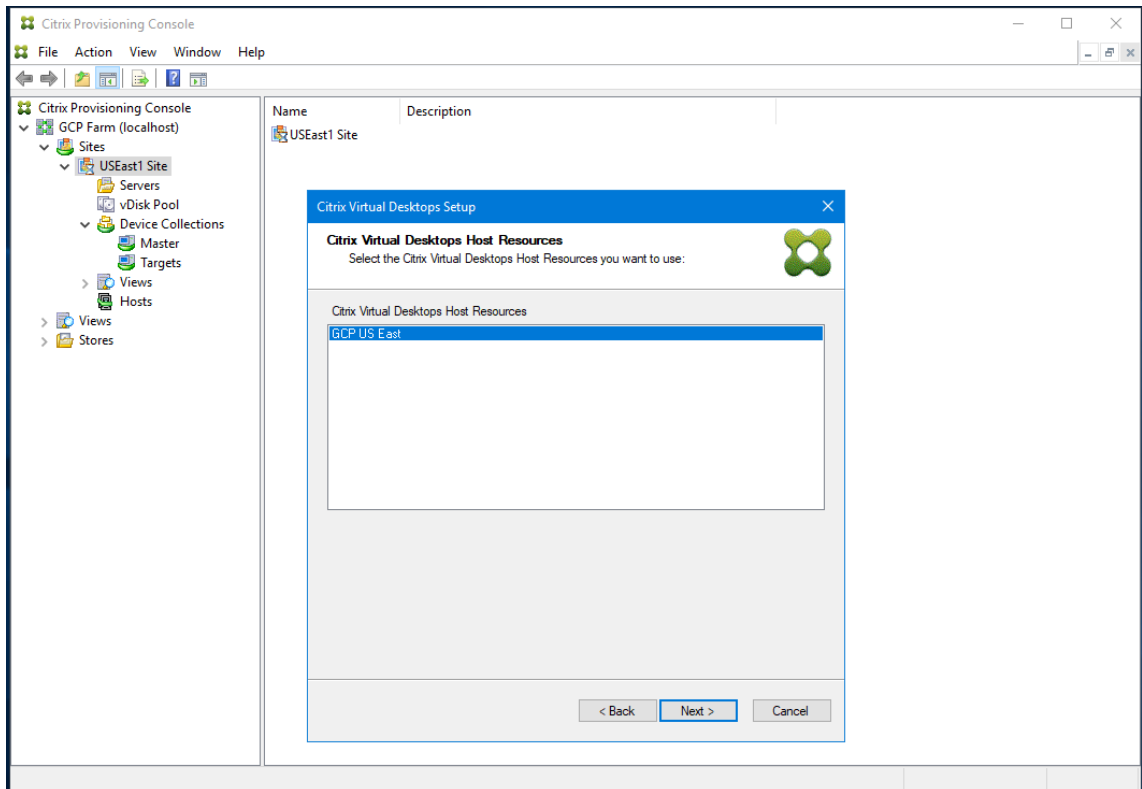 Citrix Provisioning Console
File Action View Window Help
Citrix Provisioning Console
GCP Farm (localhost)
Sites
USEast1 Site
Servers
vDisk Pool
Device Collections
Master
Targets
Views
Hosts
Views
Stores
Name Description
USEast1 Site
Citrix Virtual Desktops Setup
Citrix Virtual Desktops Host Resources
Select the Citrix Virtual Desktops Host Resources you want to use:
Citrix Virtual Desktops Host Resources
GCP US East
< Back Next > Cancel